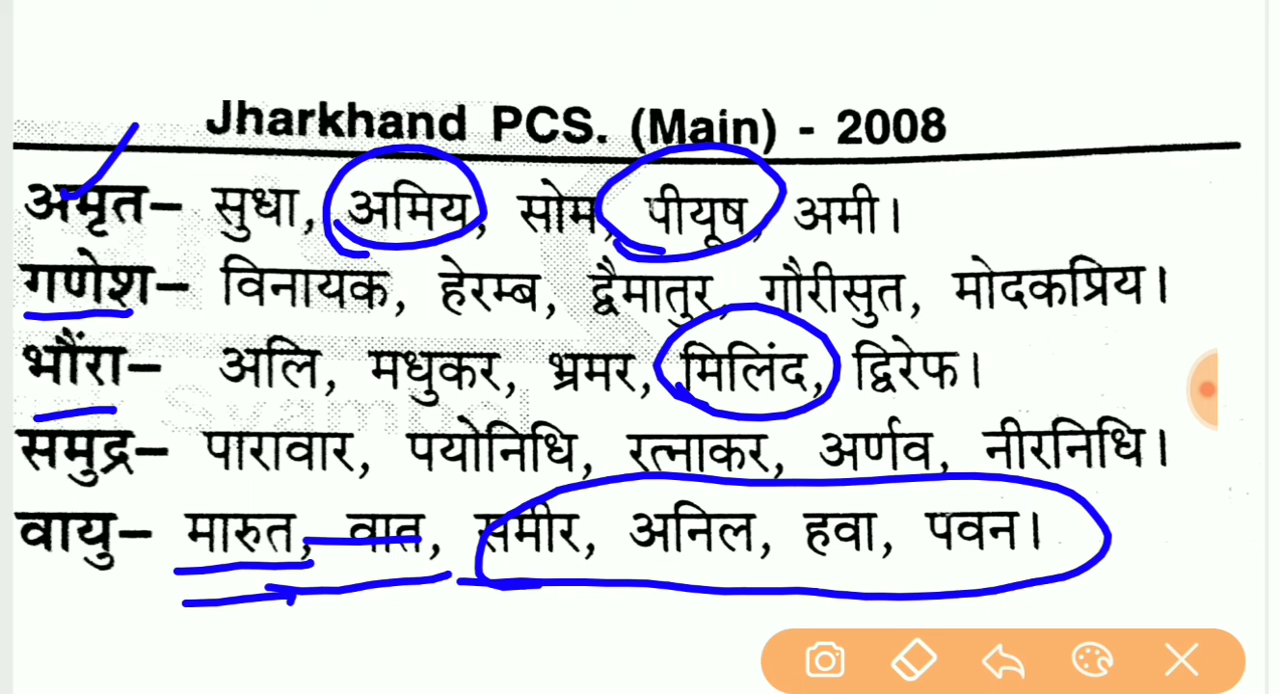 Jharkhand PCS. (Main) - 2008
अमृत– सुधा, अमिय, सोम, पीयूष, अमी।
गणेश– विनायक, हेरम्ब, द्वैमातुर, गौरीसुत, मोदकप्रिय।
भौंरा– अलि, मधुकर, भ्रमर, मिलिंद, द्विरेफ।
समुद्र– पारावार, पयोनिधि, रत्नाकर, अर्णव, नीरनिधि।
वायु– मारुत, वात, समीर, अनिल, हवा, पवन।